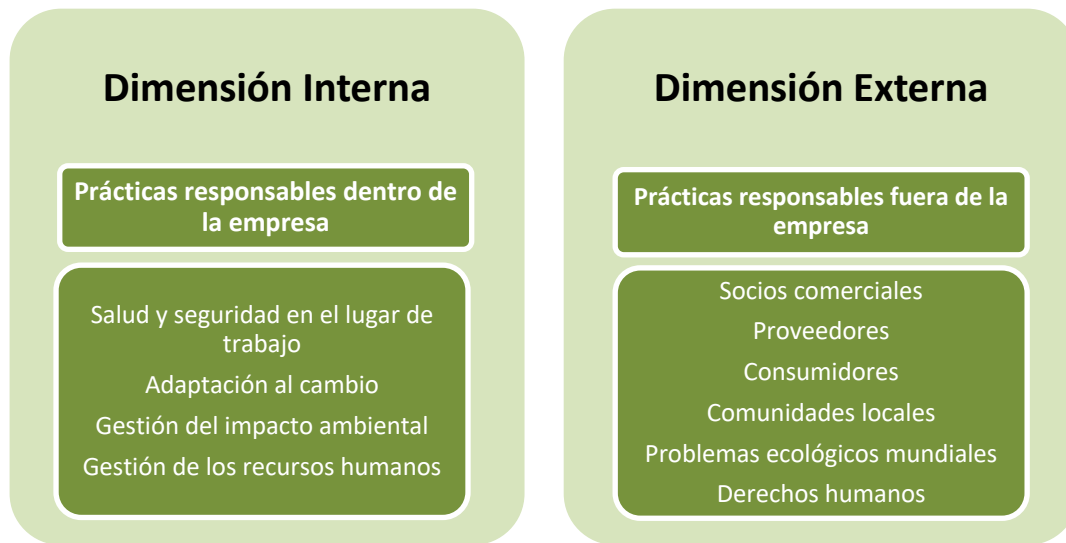 Dimensión Interna
Prácticas responsables dentro de
la empresa
Salud y seguridad en el lugar de
trabajo
Adaptación al cambio
Gestión del impacto ambiental
Gestión de los recursos humanos
Dimensión Externa
Prácticas responsables fuera de la
empresa
Socios comerciales
Proveedores
Consumidores
Comunidades locales
Problemas ecológicos mundiales
Derechos humanos